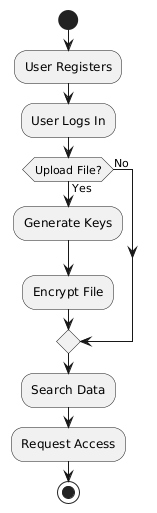 User Registers
User Logs In
Upload File?
No
Yes
Generate Keys
Encrypt File
Search Data
Request Access